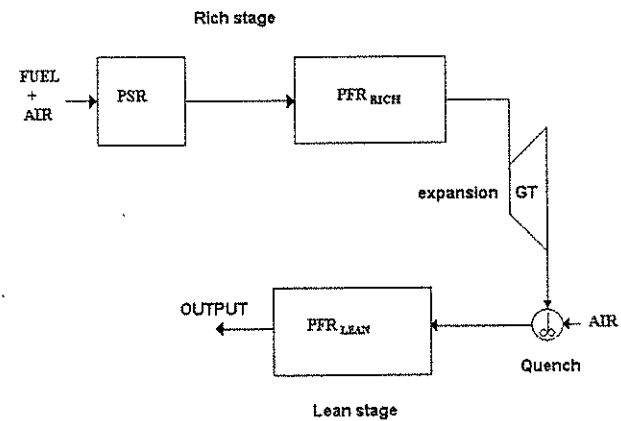 Rich stage
FUEL
+
AIR
PSR
PFR RICH
expansion
GT
OUTPUT
PFR LEAN
AIR
Quench
Lean stage